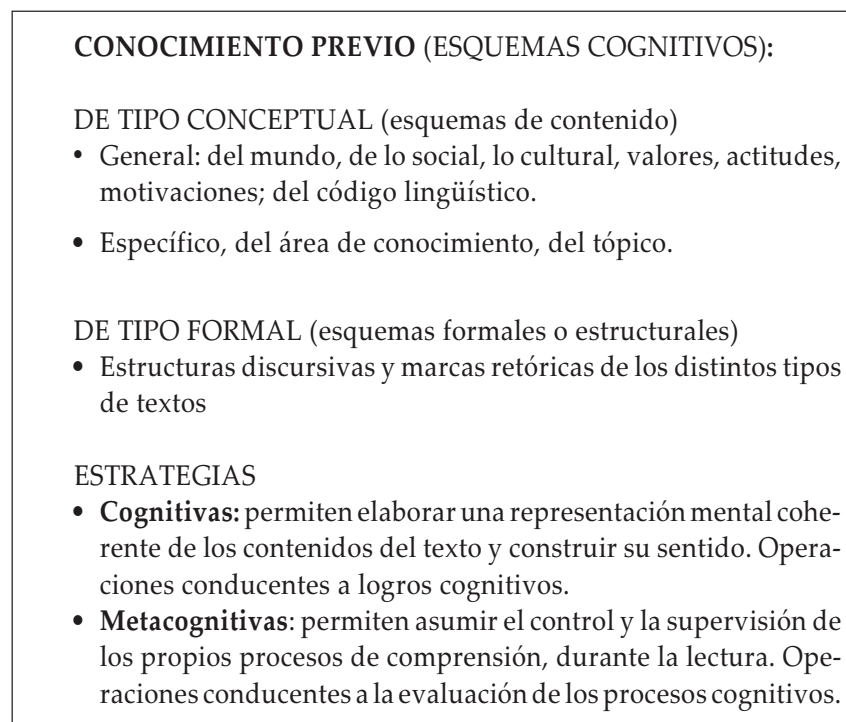 CONOCIMIENTO PREVIO (ESQUEMAS COGNITIVOS):
DE TIPO CONCEPTUAL (esquemas de contenido)
• General: del mundo, de lo social, lo cultural, valores, actitudes,
motivaciones; del código lingüístico.
• Específico, del área de conocimiento, del tópico.
DE TIPO FORMAL (esquemas formales o estructurales)
• Estructuras discursivas y marcas retóricas de los distintos tipos
de textos
ESTRATEGIAS
• Cognitivas: permiten elaborar una representación mental cohe-
rente de los contenidos del texto y construir su sentido. Opera-
ciones conducentes a logros cognitivos.
• Metacognitivas: permiten asumir el control y la supervisión de
los propios procesos de comprensión, durante la lectura. Ope-
raciones conducentes a la evaluación de los procesos cognitivos.